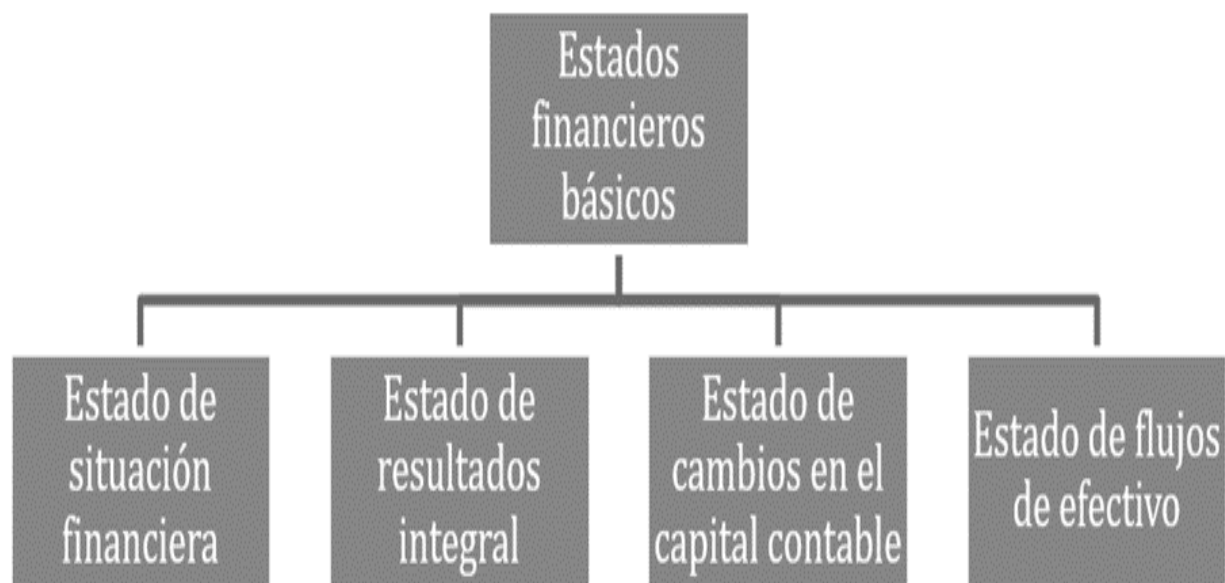 Estados
financieros
básicos
Estado de
situación
financiera
Estado de
resultados
integral
Estado de
cambios en el
capital contable
Estado de flujos
de efectivo